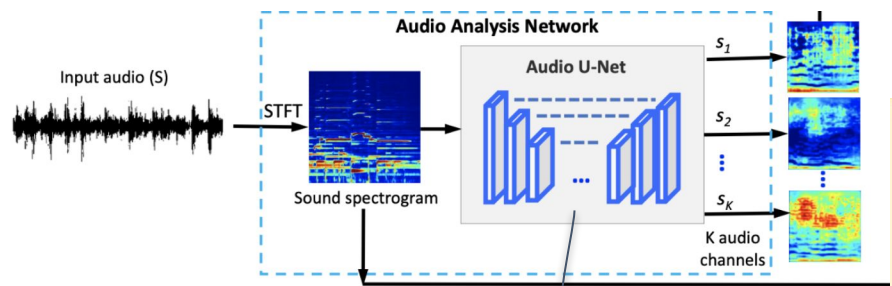 Audio Analysis Network
Input audio (S)
STFT
Sound spectrogram
Audio U-Net
...
s1
s2
sK
K audio
channels